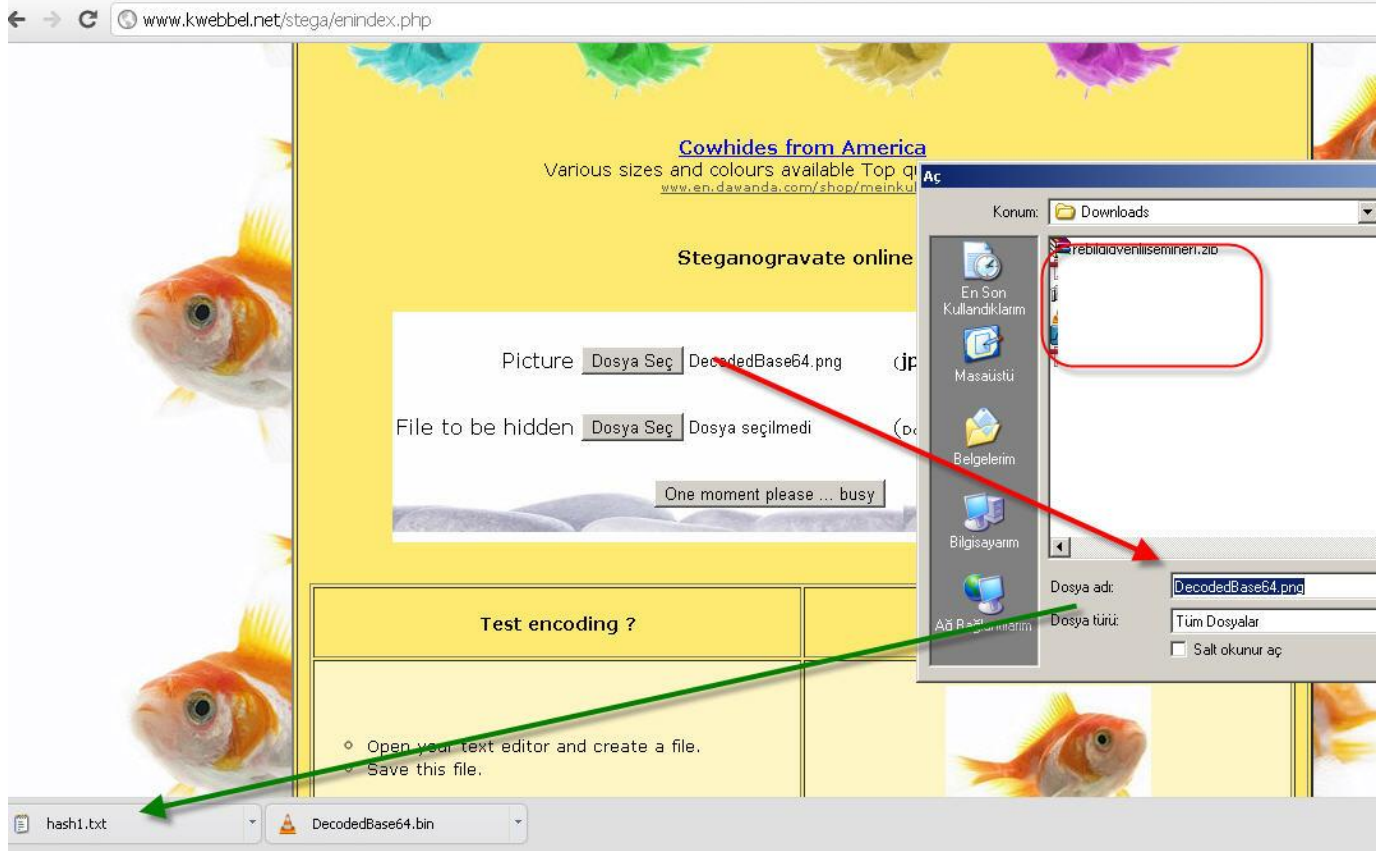 www.kwebbel.net/stega/enindex.php
Cowhides from America
Various sizes and colours available Top
www.en.dawanda.com/shop/meinkul
Steganogravate online
Picture Dosya Seç DecodedBase64.png (jp
File to be hidden Dosya Seç Dosya seçilmedi
One moment please ... busy
Test encoding ?
Open your text editor and create a file.
Save this file.
Aç
Konum: Downloads
En Son
Kullandıklarım
Masaüstü
Belgelerim
Bilgisayarım
Ağ Bağlantılarım
Dosya adı: DecodedBase64.png
Dosya türü: Tüm Dosyalar
Salt okunur aç
hash1.txt
DecodedBase64.bin